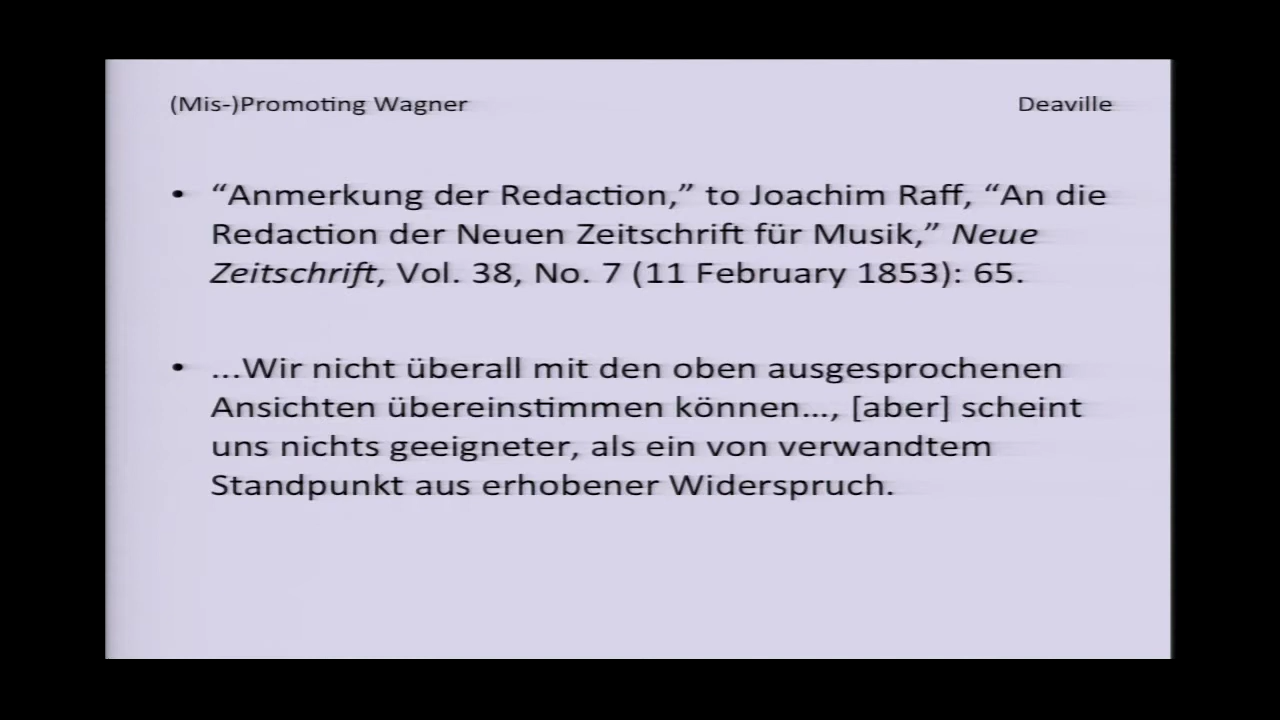 (Mis-)Promoting Wagner
Deaville
• “Anmerkung der Redaction,” to Joachim Raff, “An die
Redaction der Neuen Zeitschrift für Musik,” Neue
Zeitschrift, Vol. 38, No. 7 (11 February 1853): 65.
• ...Wir nicht überall mit den oben ausgesprochenen
Ansichten übereinstimmen können..., [aber] scheint
uns nichts geeigneter, als ein von verwandtem
Standpunkt aus erhobener Widerspruch.